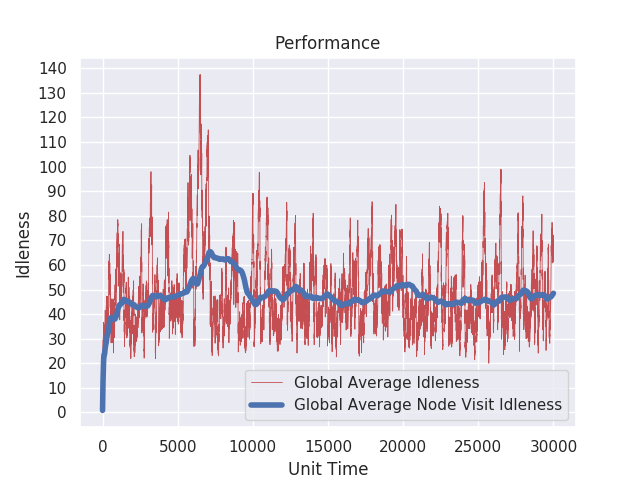 Performance
140
130
120
110
100
90
80
70
60
50
40
30
20
10
0
Idleness
Global Average Idleness
Global Average Node Visit Idleness
0 5000 10000 15000 20000 25000 30000
Unit Time